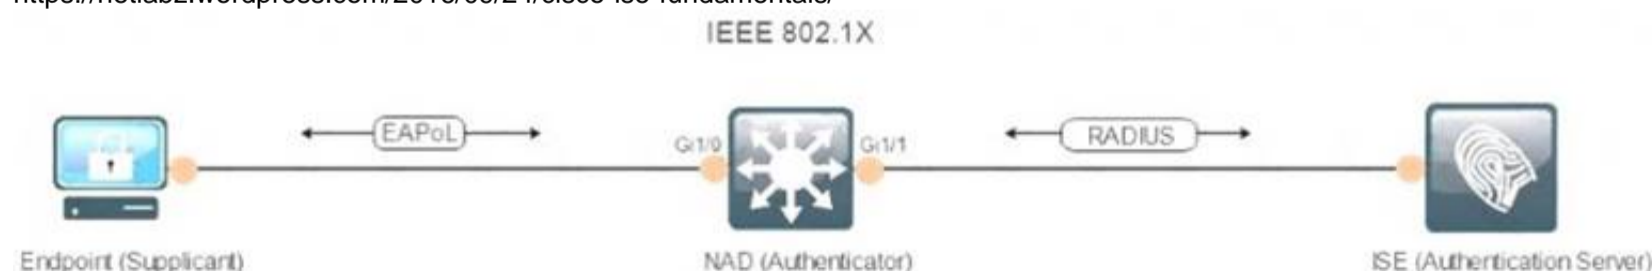 IEEE 802.1X
EAPoL
RADIUS
Gi1/0
Gi1/1
Endpoint (Supplicant)
NAD (Authenticator)
ISE (Authentication Server)